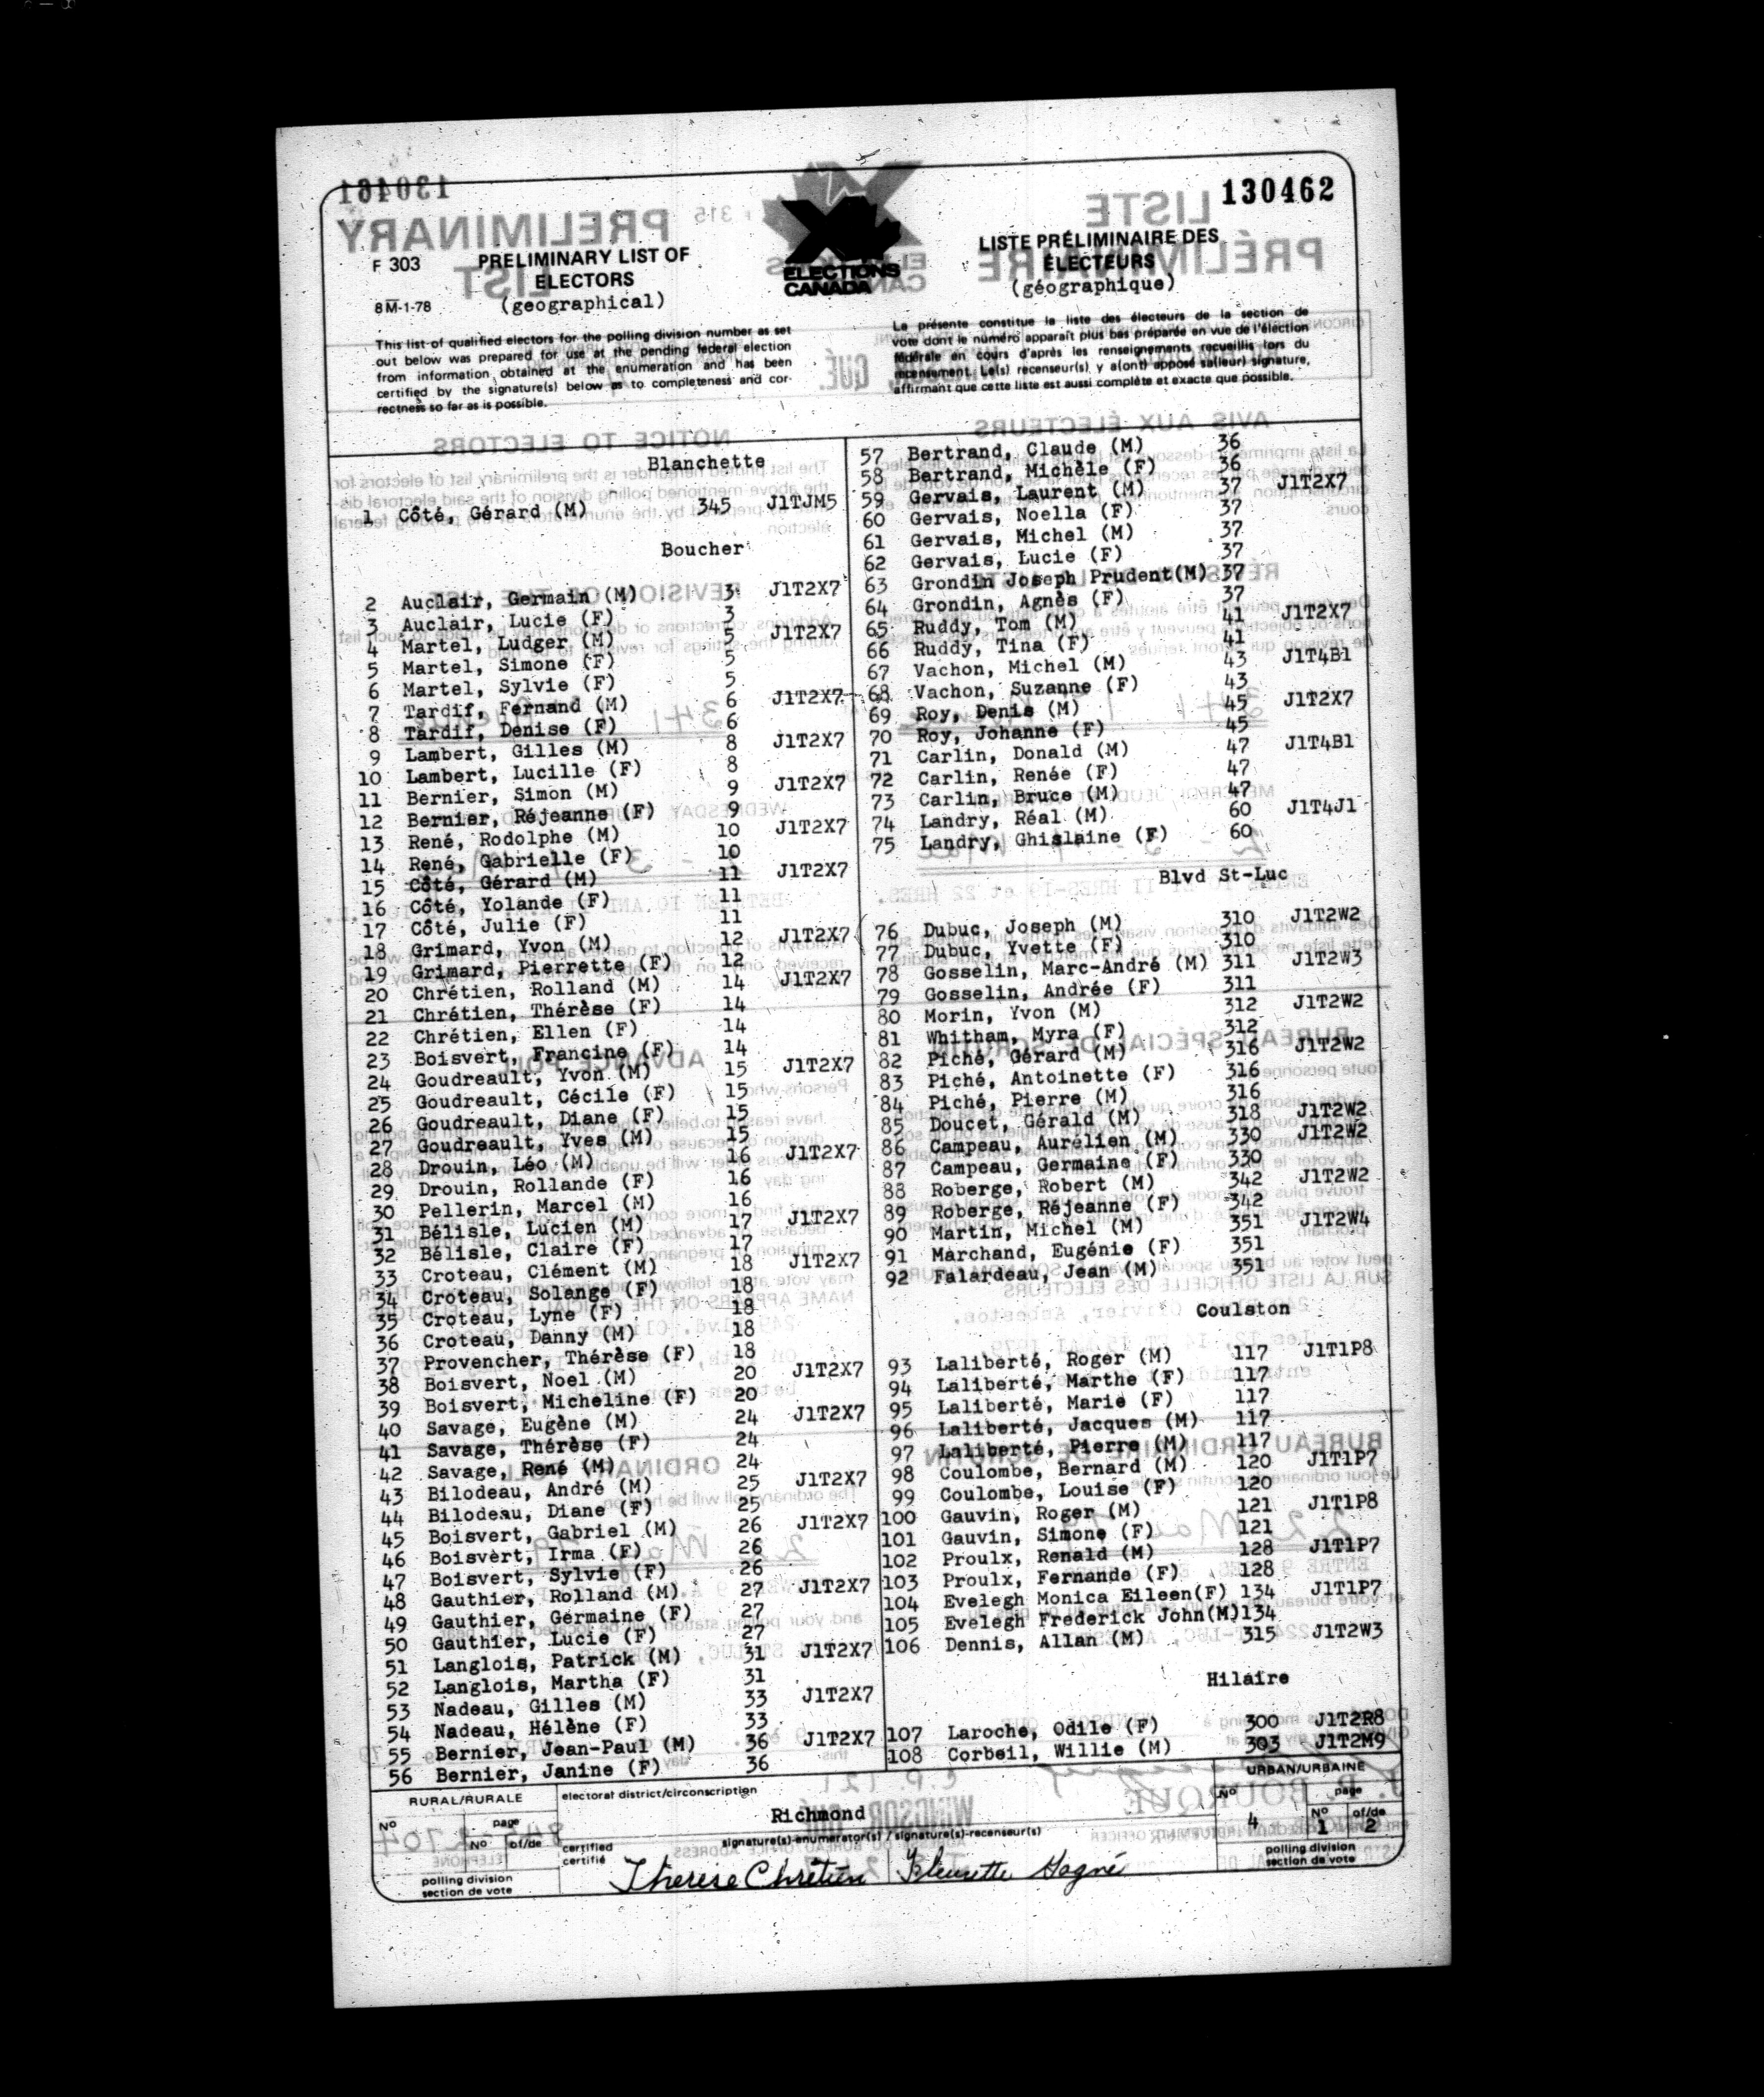 130462
F 303
8M-1-78
PRELIMINARY LIST OF
ELECTORS
(geographical)
ELECTIONS
CANADA
LISTE PRÉLIMINAIRE DES
ÉLECTEURS
(géographique)
This list of qualified electors for the polling division number as set
out below was prepared for use at the pending federal election
from information obtained at the enumeration and has been
certified by the signature(s) below as to completeness and cor-
rectness so far as is possible.
La présente constitue la liste des électeurs de la section de
vote dont le numéro apparaît plus bas préparée en vue de l'élection
fédérale en cours d'après les renseignements recueillis lors du
recensement. Le(s) recenseur(s) y a(ont) apposé sa(leur) signature,
affirmant que cette liste est aussi complète et exacte que possible.
Blanchette
1 Côté, Gérard (M) 345 J1TJM5
Boucher
2 Auclair, Germain (M) 3 J1T2X7
3 Auclair, Lucie (F) 3
4 Martel, Ludger (M) 5 J1T2X7
5 Martel, Simone (F) 5
6 Martel, Sylvie (F) 5
7 Tardif, Fernand (M) 6 J1T2X7
8 Tardif, Denise (F) 6
9 Lambert, Gilles (M) 8 J1T2X7
10 Lambert, Lucille (F) 8
11 Bernier, Simon (M) 9 J1T2X7
12 Bernier, Réjeanne (F) 9
13 René, Rodolphe (M) 10 J1T2X7
14 René, Gabrielle (F) 10
15 Côté, Gérard (M) 11 J1T2X7
16 Côté, Yolande (F) 11
17 Côté, Julie (F) 11
18 Grimard, Yvon (M) 12 J1T2X7
19 Grimard, Pierrette (F) 12
20 Chrétien, Rolland (M) 14 J1T2X7
21 Chrétien, Thérèse (F) 14
22 Chrétien, Ellen (F) 14
23 Boisvert, Francine (F) 14
24 Goudreault, Yvon (M) 15 J1T2X7
25 Goudreault, Cécile (F) 15
26 Goudreault, Diane (F) 15
27 Goudreault, Yves (M) 15
28 Drouin, Léo (M) 16 J1T2X7
29 Drouin, Rollande (F) 16
30 Pellerin, Marcel (M) 16
31 Bélisle, Lucien (M) 17 J1T2X7
32 Bélisle, Claire (F) 17
33 Croteau, Clément (M) 18 J1T2X7
34 Croteau, Solange (F) 18
35 Croteau, Lyne (F) 18
36 Croteau, Danny (M) 18
37 Provencher, Thérèse (F) 18
38 Boisvert, Noel (M) 20 J1T2X7
39 Boisvert, Micheline (F) 20
40 Savage, Eugène (M) 24 J1T2X7
41 Savage, Thérèse (F) 24
42 Savage, René (M) 24
43 Bilodeau, André (M) 25 J1T2X7
44 Bilodeau, Diane (F) 25
45 Boisvert, Gabriel (M) 26 J1T2X7
46 Boisvert, Irma (F) 26
47 Boisvert, Sylvie (F) 26
48 Gauthier, Rolland (M) 27 J1T2X7
49 Gauthier, Germaine (F) 27
50 Gauthier, Lucie (F) 27
51 Langlois, Patrick (M) 31 J1T2X7
52 Langlois, Martha (F) 31
53 Nadeau, Gilles (M) 33 J1T2X7
54 Nadeau, Hélène (F) 33
55 Bernier, Jean-Paul (M) 36 J1T2X7
56 Bernier, Janine (F) 36
57 Bertrand, Claude (M) 36
58 Bertrand, Michèle (F) 36
59 Gervais, Laurent (M) 37 J1T2X7
60 Gervais, Noella (F) 37
61 Gervais, Michel (M) 37
62 Gervais, Lucie (F) 37
63 Grondin Joseph Prudent(M) 37
64 Grondin, Agnès (F) 37
65 Ruddy, Tom (M) 41 J1T2X7
66 Ruddy, Tina (F) 41
67 Vachon, Michel (M) 43 J1T4B1
68 Vachon, Suzanne (F) 43
69 Roy, Denis (M) 45 J1T2X7
70 Roy, Johanne (F) 45
71 Carlin, Donald (M) 47 J1T4B1
72 Carlin, Renée (F) 47
73 Carlin, Bruce (M) 47
74 Landry, Réal (M) 60 J1T4J1
75 Landry, Ghislaine (F) 60
Blvd St-Luc
76 Dubuc, Joseph (M) 310 J1T2W2
77 Dubuc, Yvette (F) 310
78 Gosselin, Marc-André (M) 311 J1T2W3
79 Gosselin, Andrée (F) 311
80 Morin, Yvon (M) 312 J1T2W2
81 Whitham, Myra (F) 312
82 Piché, Gérard (M) 316 J1T2W2
83 Piché, Antoinette (F) 316
84 Piché, Pierre (M) 316
85 Doucet, Gérald (M) 318 J1T2W2
86 Campeau, Aurélien (M) 330 J1T2W2
87 Campeau, Germaine (F) 330
88 Roberge, Robert (M) 342 J1T2W2
89 Roberge, Réjeanne (F) 342
90 Martin, Michel (M) 351 J1T2W4
91 Marchand, Eugénie (F) 351
92 Falardeau, Jean (M) 351
Coulston
93 Laliberté, Roger (M) 117 J1T1P8
94 Laliberté, Marthe (F) 117
95 Laliberté, Marie (F) 117
96 Laliberté, Jacques (M) 117
97 Laliberté, Pierre (M) 117
98 Coulombe, Bernard (M) 120 J1T1P7
99 Coulombe, Louise (F) 120
100 Gauvin, Roger (M) 121 J1T1P8
101 Gauvin, Simone (F) 121
102 Proulx, Renald (M) 128 J1T1P7
103 Proulx, Fernande (F) 128
104 Evelegh Monica Eileen(F) 134 J1T1P7
105 Evelegh Frederick John(M)134
106 Dennis, Allan (M) 315 J1T2W3
Hilaire
107 Laroche, Odile (F) 300 J1T2R8
108 Corbeil, Willie (M) 303 J1T2M9
RURAL/RURALE
No page
No of/de
polling division
section de vote
electoral district/circonscription
Richmond
signature(s)-enumerator(s) / signature(s)-recenseur(s)
certified
certifié
Therese Chrétien Fleurette Gagné
URBAN/URBAINE
No page
4 No 1 of/de 2
polling division
section de vote